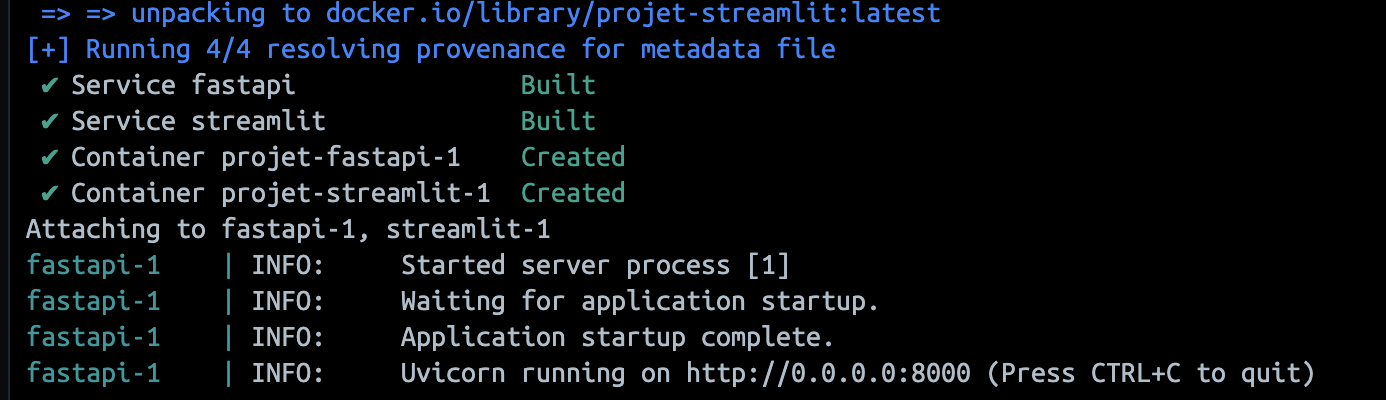 => => unpacking to docker.io/library/projet-streamlit:latest
[+] Running 4/4 resolving provenance for metadata file
✔ Service fastapi Built
✔ Service streamlit Built
✔ Container projet-fastapi-1 Created
✔ Container projet-streamlit-1 Created
Attaching to fastapi-1, streamlit-1
fastapi-1 | INFO: Started server process [1]
fastapi-1 | INFO: Waiting for application startup.
fastapi-1 | INFO: Application startup complete.
fastapi-1 | INFO: Uvicorn running on http://0.0.0.0:8000 (Press CTRL+C to quit)